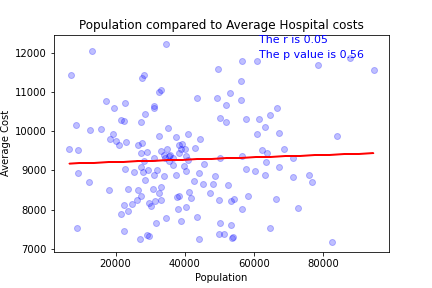 Population compared to Average Hospital costs
The r is 0.05
The p value is 0.56
12000
11000
10000
9000
8000
7000
Average Cost
20000 40000 60000 80000
Population